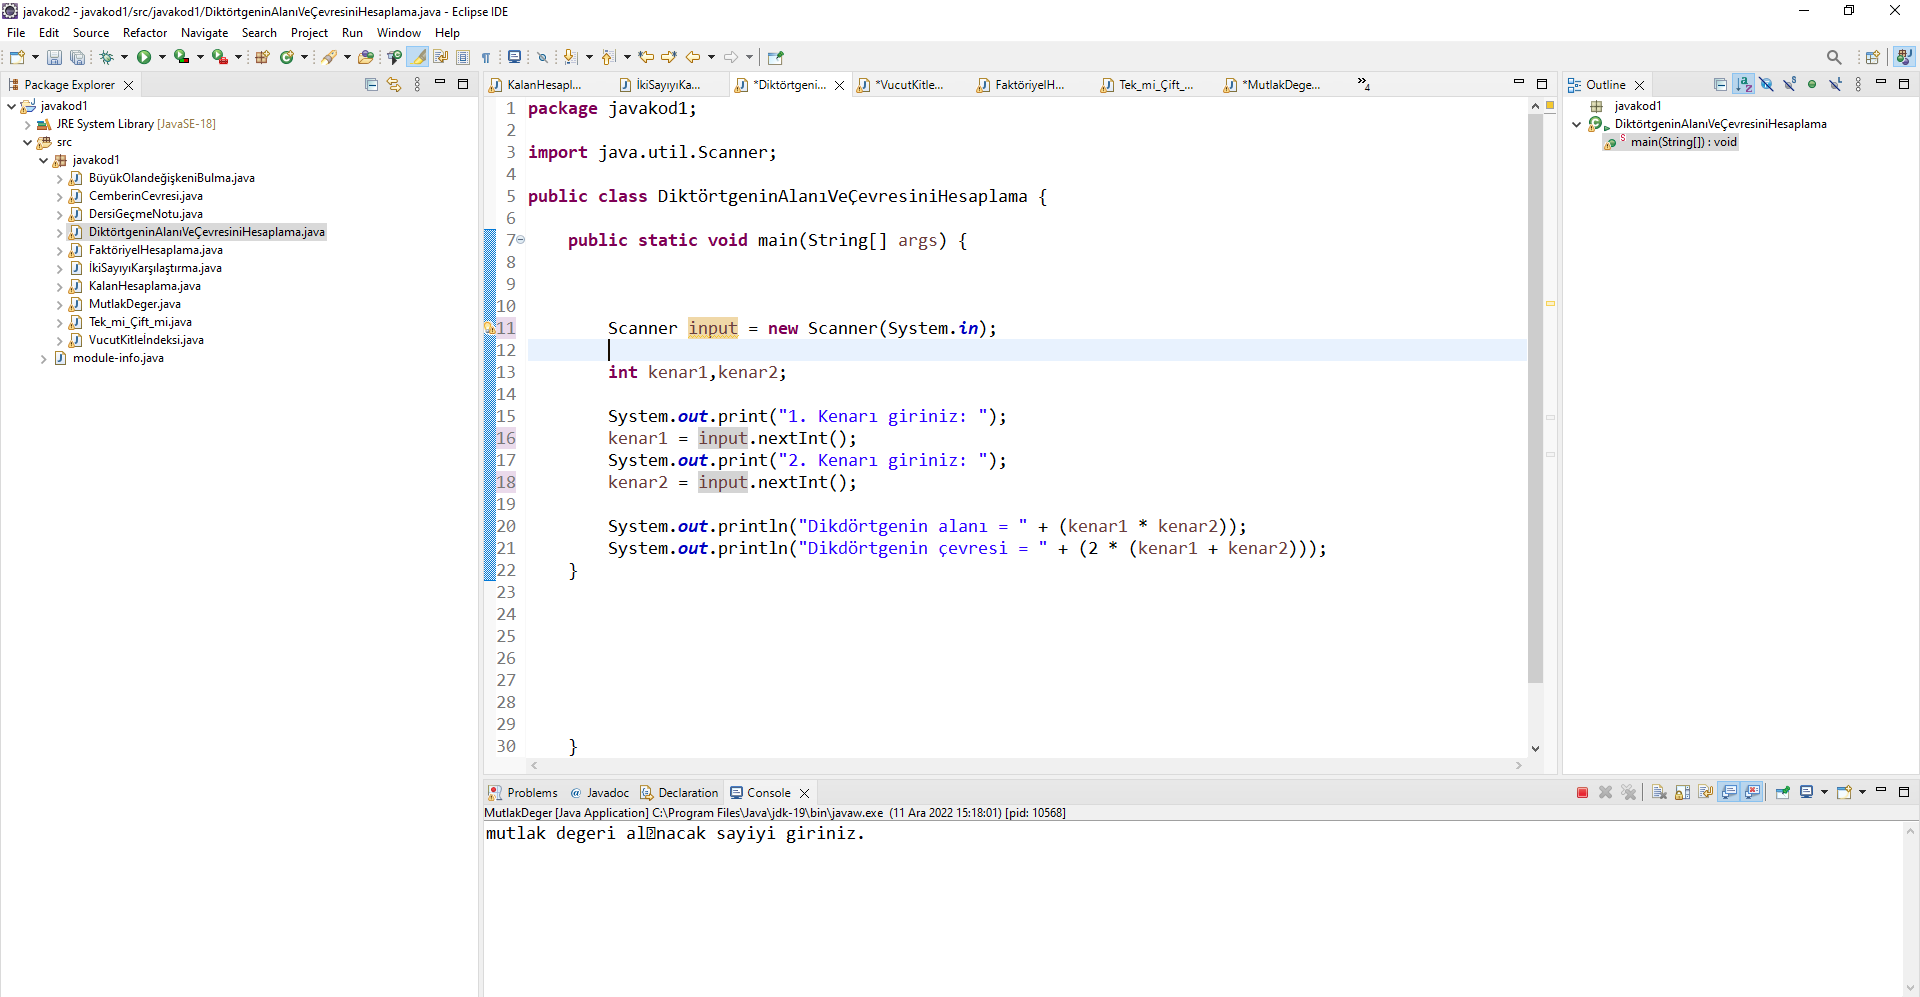 javakod2 - javakod1/src/javakod1/DiktörtgeninAlanıVeÇevresiniHesaplama.java - Eclipse IDE
File Edit Source Refactor Navigate Search Project Run Window Help
Package Explorer
javakod1
JRE System Library [JavaSE-18]
src
javakod1
BüyükOlandeğişkeniBulma.java
CemberinCevresi.java
DersiGeçmeNotu.java
DiktörtgeninAlanıVeÇevresiniHesaplama.java
FaktöriyelHesaplama.java
İkiSayıyıKarşılaştırma.java
KalanHesaplama.java
MutlakDeger.java
Tek_mi_Çift_mi.java
VucutKitleİndeksi.java
module-info.java
KalanHesapl... İkiSayıyıKa... *Diktörtgeni... *VucutKitle... FaktöriyelH... Tek_mi_Çift_... *MutlakDege... »4
1 package javakod1;
2
3 import java.util.Scanner;
4
5 public class DiktörtgeninAlanıVeÇevresiniHesaplama {
6
7 public static void main(String[] args) {
8
9
10
11 Scanner input = new Scanner(System.in);
12
13 int kenar1,kenar2;
14
15 System.out.print("1. Kenarı giriniz: ");
16 kenar1 = input.nextInt();
17 System.out.print("2. Kenarı giriniz: ");
18 kenar2 = input.nextInt();
19
20 System.out.println("Dikdörtgenin alanı = " + (kenar1 * kenar2));
21 System.out.println("Dikdörtgenin çevresi = " + (2 * (kenar1 + kenar2)));
22 }
23
24
25
26
27
28
29
30 }
Outline
javakod1
DiktörtgeninAlanıVeÇevresiniHesaplama
main(String[]) : void
Problems Javadoc Declaration Console
MutlakDeger [Java Application] C:\Program Files\Java\jdk-19\bin\javaw.exe (11 Ara 2022 15:18:01) [pid: 10568]
mutlak degeri al⍰nacak sayiyi giriniz.